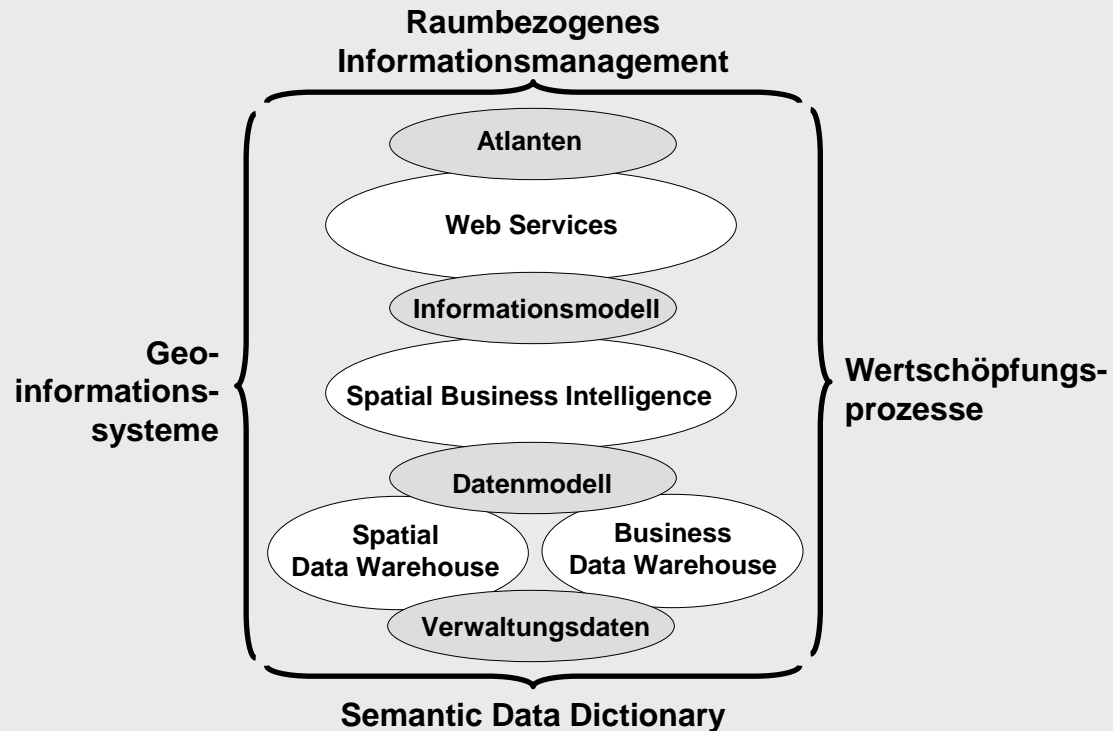 Raumbezogenes
Informationsmanagement
Atlanten
Web Services
Informationsmodell
Geo-
informations-
systeme
Spatial Business Intelligence
Wertschöpfungs-
prozesse
Datenmodell
Spatial
Data Warehouse
Business
Data Warehouse
Verwaltungsdaten
Semantic Data Dictionary